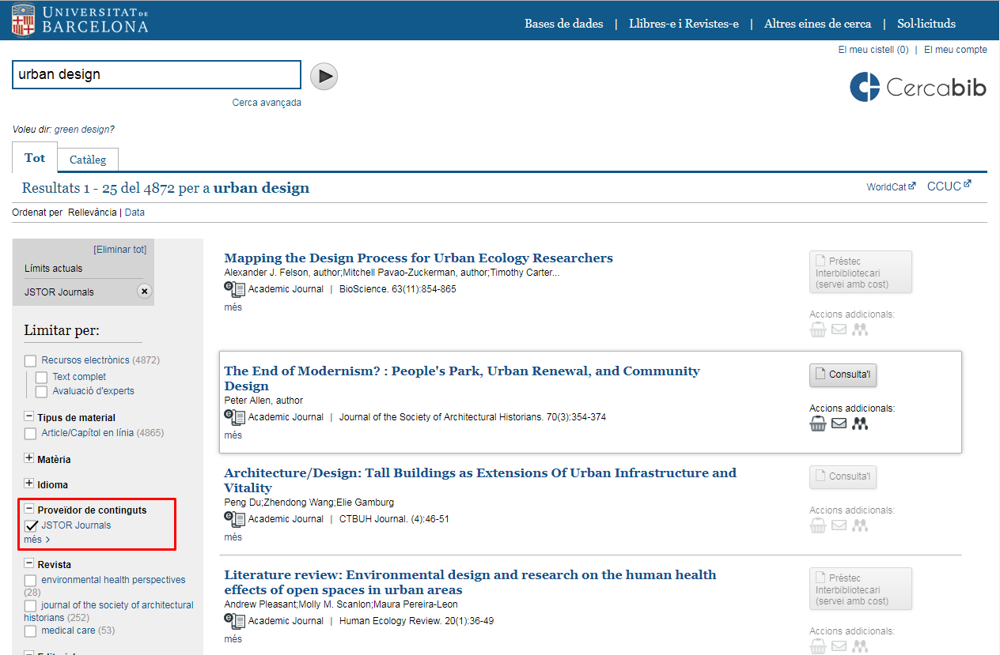 UNIVERSITAT DE
BARCELONA
Bases de dades | Llibres-e i Revistes-e | Altres eines de cerca | Sol·licituds
El meu cistell (0) | El meu compte
urban design
Cerca avançada
Cercabib
Voleu dir: green design?
Tot
Catàleg
Resultats 1 - 25 del 4872 per a urban design
WorldCat CCUC
Ordenat per Rellevància | Data
[Eliminar tot]
Límits actuals
JSTOR Journals
Limitar per:
Recursos electrònics (4872)
Text complet
Avaluació d'experts
Tipus de material
Article/Capítol en línia (4865)
Matèria
Idioma
Proveïdor de continguts
JSTOR Journals
més >
Revista
environmental health perspectives
(28)
journal of the society of architectural
historians (252)
medical care (53)
Mapping the Design Process for Urban Ecology Researchers
Alexander J. Felson, author;Mitchell Pavao-Zuckerman, author;Timothy Carter...
Academic Journal | BioScience. 63(11):854-865
més
Préstec
Interbibliotecari
(servei amb cost)
Accions addicionals:
The End of Modernism? : People's Park, Urban Renewal, and Community
Design
Peter Allen, author
Academic Journal | Journal of the Society of Architectural Historians. 70(3):354-374
més
Consulta'l
Accions addicionals:
Architecture/Design: Tall Buildings as Extensions Of Urban Infrastructure and
Vitality
Peng Du;Zhendong Wang;Elie Gamburg
Academic Journal | CTBUH Journal. (4):46-51
més
Consulta'l
Accions addicionals:
Literature review: Environmental design and research on the human health
effects of open spaces in urban areas
Andrew Pleasant;Molly M. Scanlon;Maura Pereira-Leon
Academic Journal | Human Ecology Review. 20(1):36-49
més
Préstec
Interbibliotecari
(servei amb cost)
Accions addicionals: